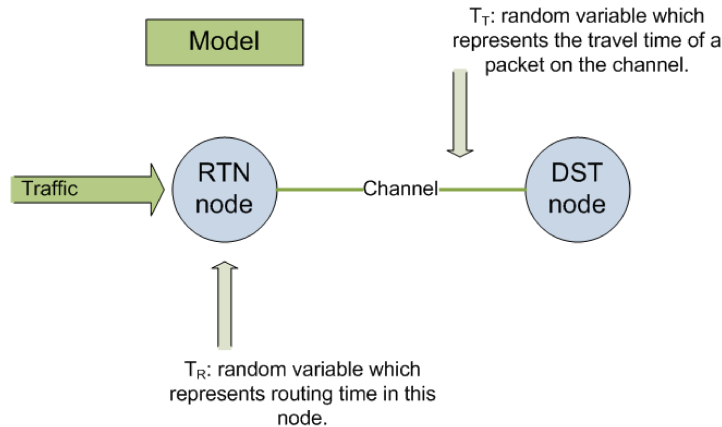 Model
T_T: random variable which
represents the travel time of a
packet on the channel.
Traffic
RTN
node
Channel
DST
node
T_R: random variable which
represents routing time in this
node.